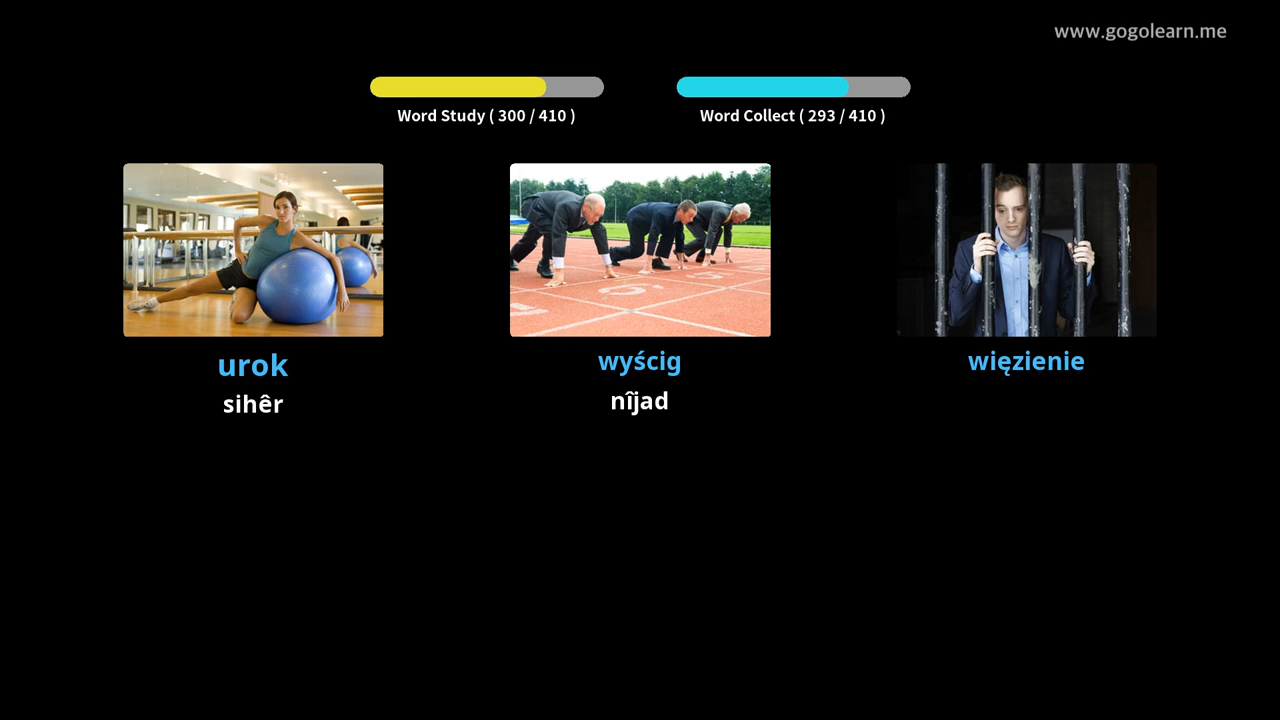 www.gogolearn.me
Word Study ( 300 / 410 )
Word Collect ( 293 / 410 )
urok
sihêr
wyścig
nîjad
więzienie